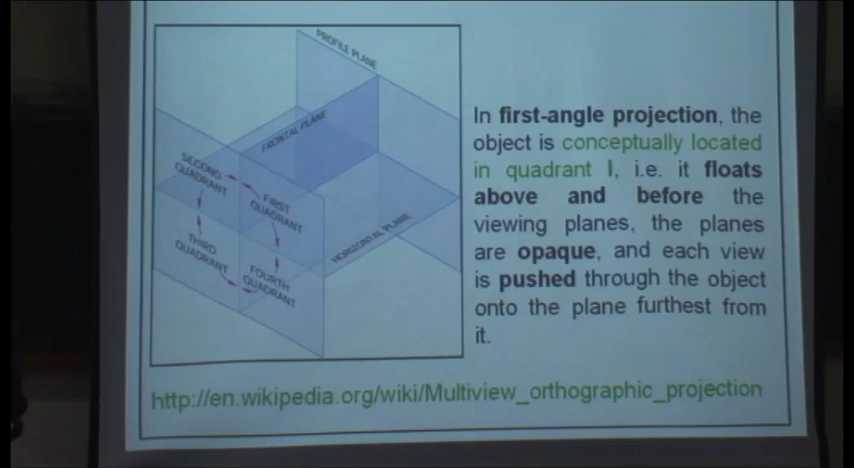 PROFILE PLANE
FRONTAL PLANE
SECOND
QUADRANT
FIRST
QUADRANT
HORIZONTAL PLANE
THIRD
QUADRANT
FOURTH
QUADRANT
In first-angle projection, the
object is conceptually located
in quadrant I, i.e. it floats
above and before the
viewing planes, the planes
are opaque, and each view
is pushed through the object
onto the plane furthest from
it.
http://en.wikipedia.org/wiki/Multiview_orthographic_projection